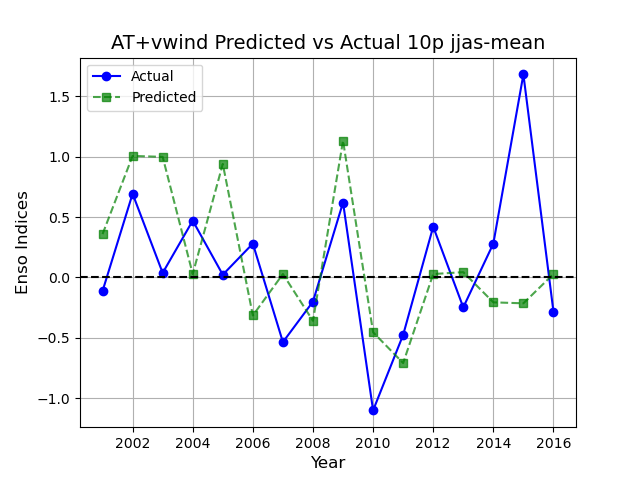 AT+vwind Predicted vs Actual 10p jjas-mean
Actual
Predicted
Enso Indices
1.5
1.0
0.5
0.0
−0.5
−1.0
2002 2004 2006 2008 2010 2012 2014 2016
Year